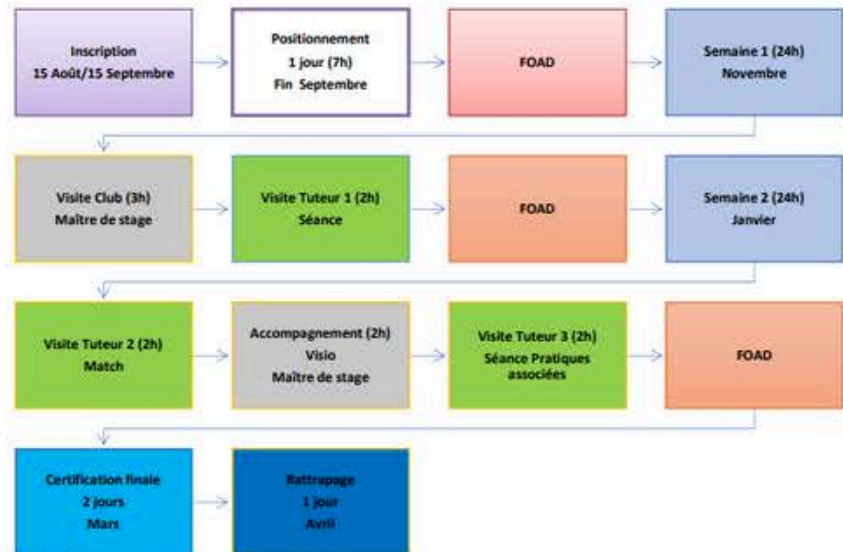 Inscription
15 Août/15 Septembre
Positionnement
1 jour (7h)
Fin Septembre
FOAD
Semaine 1 (24h)
Novembre
Visite Club (3h)
Maître de stage
Visite Tuteur 1 (2h)
Séance
FOAD
Semaine 2 (24h)
Janvier
Visite Tuteur 2 (2h)
Match
Accompagnement (2h)
Visio
Maître de stage
Visite Tuteur 3 (2h)
Séance Pratiques
associées
FOAD
Certification finale
2 jours
Mars
Rattrapage
1 jour
Avril